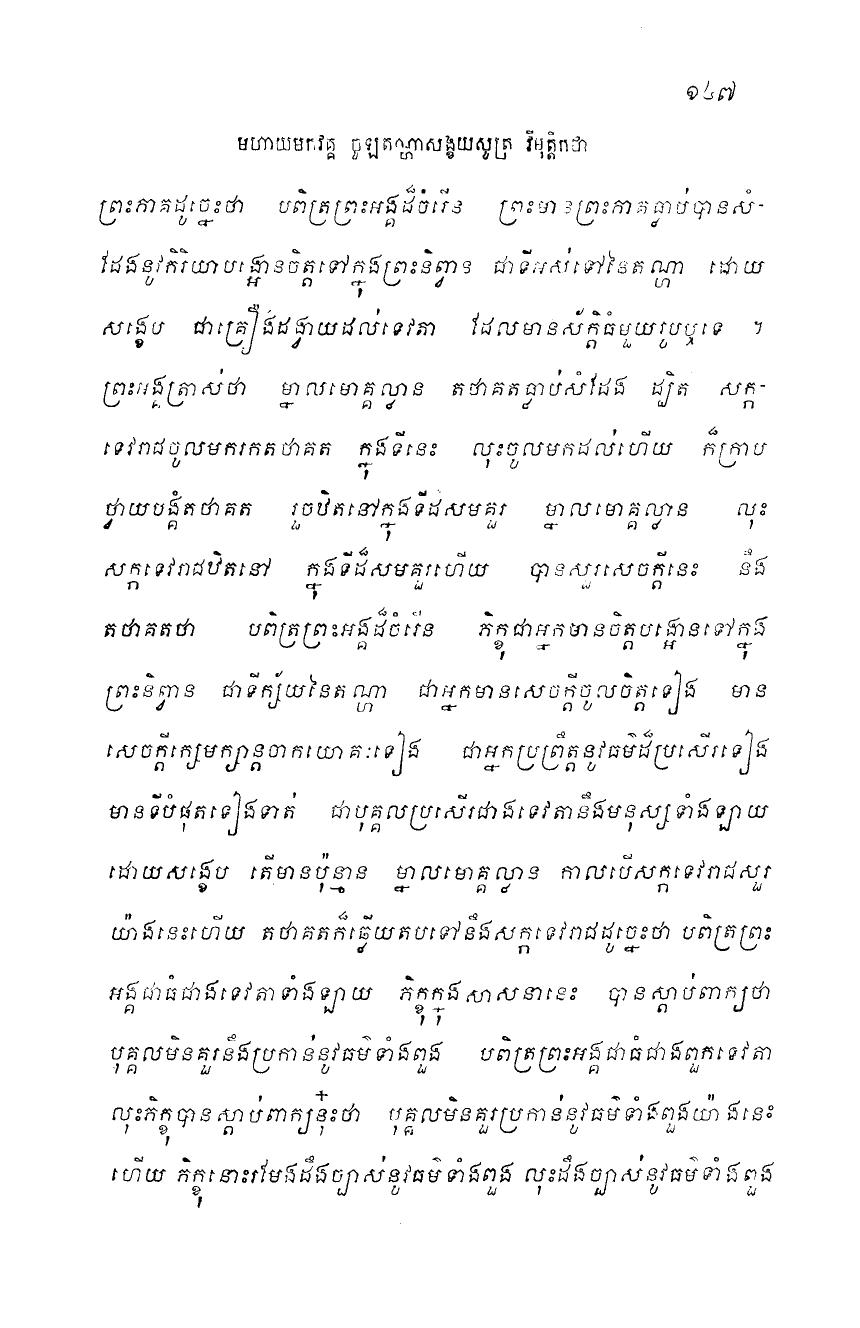 ១៤៧
មហាយមកវគ្គ ចូឡតណ្ហាសង្ខយសូត្រ វិមុត្តិកថា
ព្រះភាគដូច្នេះថា បពិត្រព្រះអង្គដ៏ចំរើន ព្រះមានព្រះភាគធ្លាប់បានសំ-
ដែងនូវកិរិយាបង្អោនចិត្តទៅក្នុងព្រះនិព្វាន ជាទីអស់ទៅនៃតណ្ហា ដោយ
សង្ខេប ជាគ្រឿងដង្វាយដល់ទេវតា ដែលមានស័ក្តិធំមួយរូបឬទេ ។
ព្រះអង្គត្រាស់ថា ម្នាលមោគ្គល្លាន តថាគតធ្លាប់សំដែង ដ្បិត សក្ក-
ទេវរាជចូលមករកតថាគត ក្នុងទីនេះ លុះចូលមកដល់ហើយ ក៏ក្រាប
ថ្វាយបង្គំតថាគត រួចឋិតនៅក្នុងទីដ៏សមគួរ ម្នាលមោគ្គល្លាន លុះ
សក្កទេវរាជឋិតនៅ ក្នុងទីដ៏សមគួរហើយ បានសួរសេចក្តីនេះ នឹង
តថាគតថា បពិត្រព្រះអង្គដ៏ចំរើន ភិក្ខុជាអ្នកមានចិត្តបង្អោនទៅក្នុង
ព្រះនិព្វាន ជាទីក្ស័យនៃតណ្ហា ជាអ្នកមានសេចក្តីចូលចិត្តទៀង មាន
សេចក្តីក្សេមក្សាន្តចាកយោគៈទៀង ជាអ្នកប្រព្រឹត្តនូវធម៌ដ៏ប្រសើរទៀង
មានទីបំផុតទៀងទាត់ ជាបុគ្គលប្រសើរជាងទេវតានឹងមនុស្សទាំងឡាយ
ដោយសង្ខេប តើមានប៉ុន្មាន ម្នាលមោគ្គល្លាន កាលបើសក្កទេវរាជសួរ
យ៉ាងនេះហើយ តថាគតក៏ឆ្លើយតបទៅនឹងសក្កទេវរាជដូច្នេះថា បពិត្រព្រះ
អង្គជាធំជាងទេវតាទាំងឡាយ ភិក្ខុក្នុងសាសនានេះ បានស្តាប់ពាក្យថា
បុគ្គលមិនគួរនឹងប្រកាន់នូវធម៌ទាំងពួង បពិត្រព្រះអង្គជាធំជាងពួកទេវតា
លុះភិក្ខុបានស្តាប់ពាក្យនុ៎ះថា បុគ្គលមិនគួរប្រកាន់នូវធម៌ទាំងពួងយ៉ាងនេះ
ហើយ ភិក្ខុនោះរមែងដឹងច្បាស់នូវធម៌ទាំងពួង លុះដឹងច្បាស់នូវធម៌ទាំងពួង